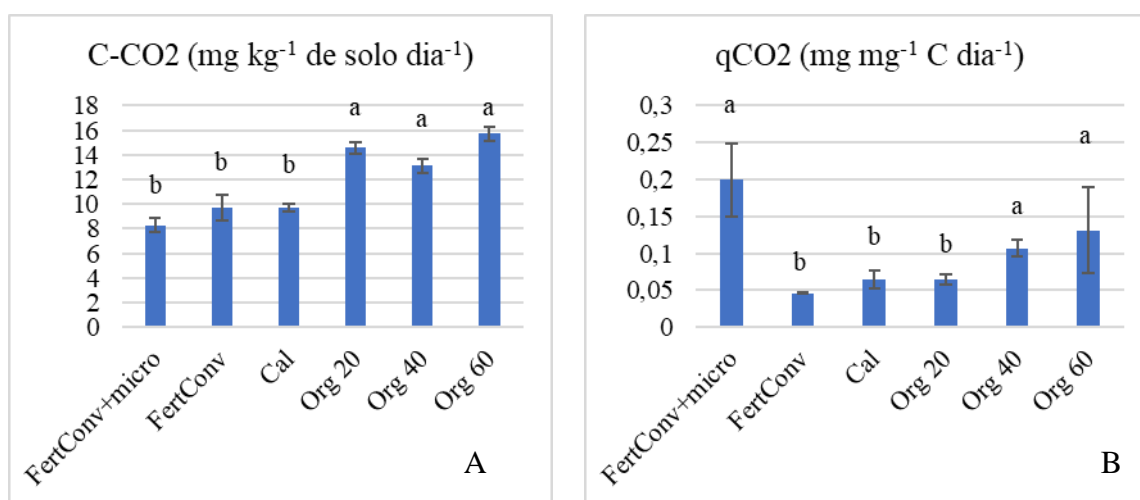 C-CO2 (mg kg⁻¹ de solo dia⁻¹)
18
16
14
12
10
8
6
4
2
0
b
b
b
a
a
a
FertConv+micro
FertConv
Cal
Org 20
Org 40
Org 60
A
qCO2 (mg mg⁻¹ C dia⁻¹)
0,3
0,25
0,2
0,15
0,1
0,05
0
a
b
b
b
a
a
FertConv+micro
FertConv
Cal
Org 20
Org 40
Org 60
B